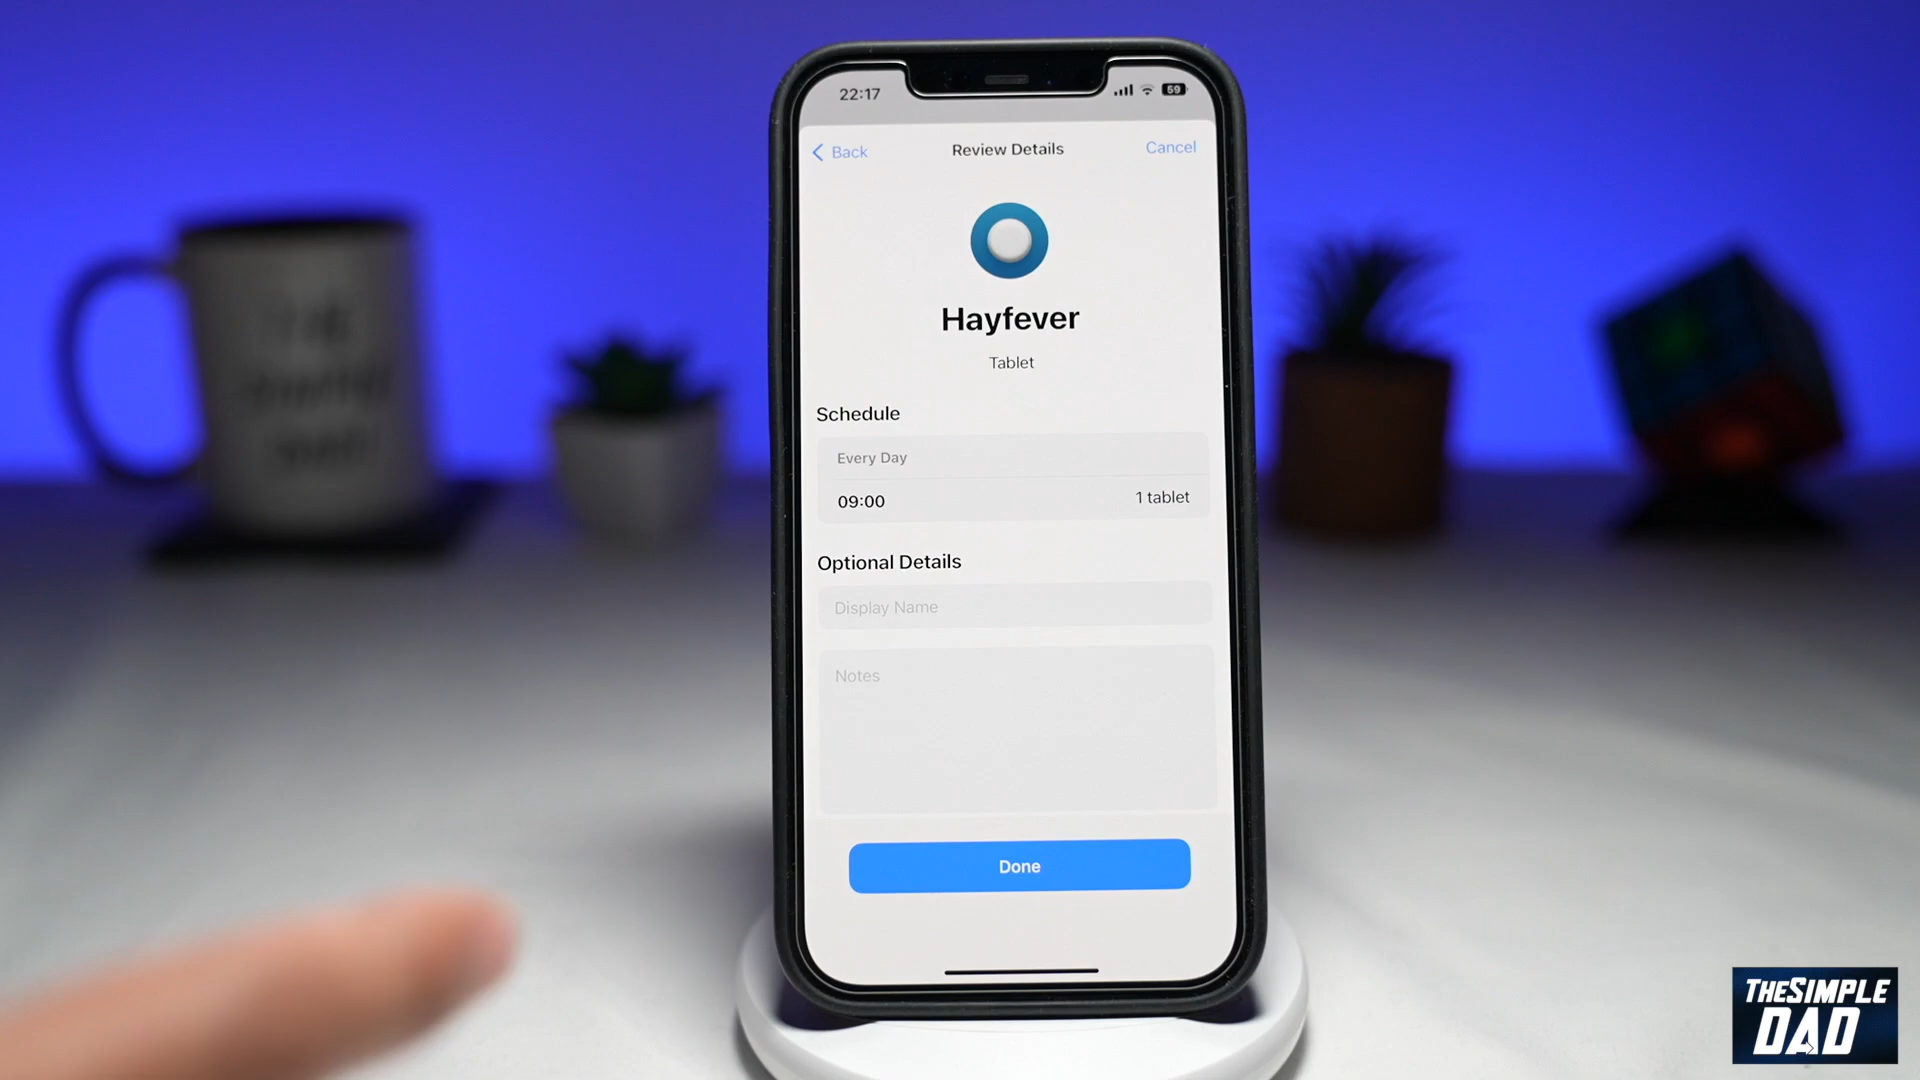 22:17
59
Back
Review Details
Cancel
Hayfever
Tablet
Schedule
Every Day
09:00
1 tablet
Optional Details
Display Name
Notes
Done
THESIMPLE
DAD